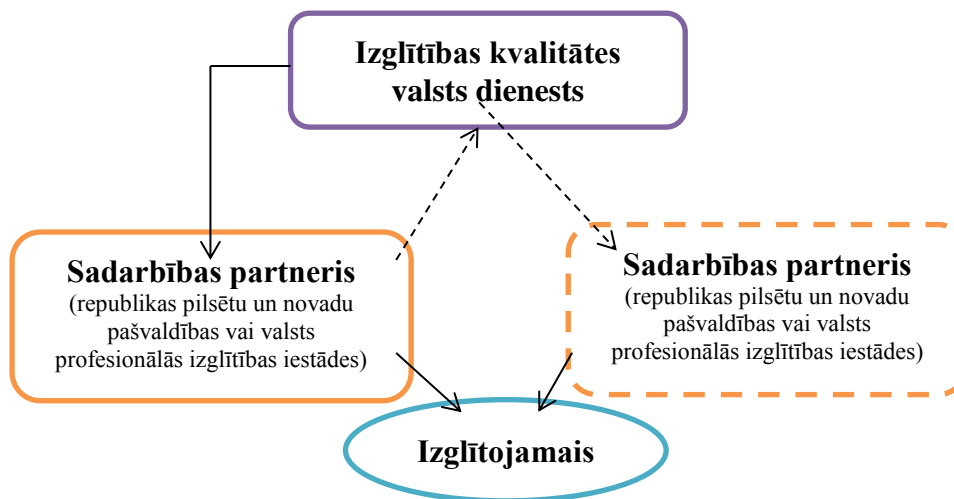 Izglītības kvalitātes
valsts dienests
Sadarbības partneris
(republikas pilsētu un novadu
pašvaldības vai valsts
profesionālās izglītības iestādes)
Sadarbības partneris
(republikas pilsētu un novadu
pašvaldības vai valsts
profesionālās izglītības iestādes)
Izglītojamais